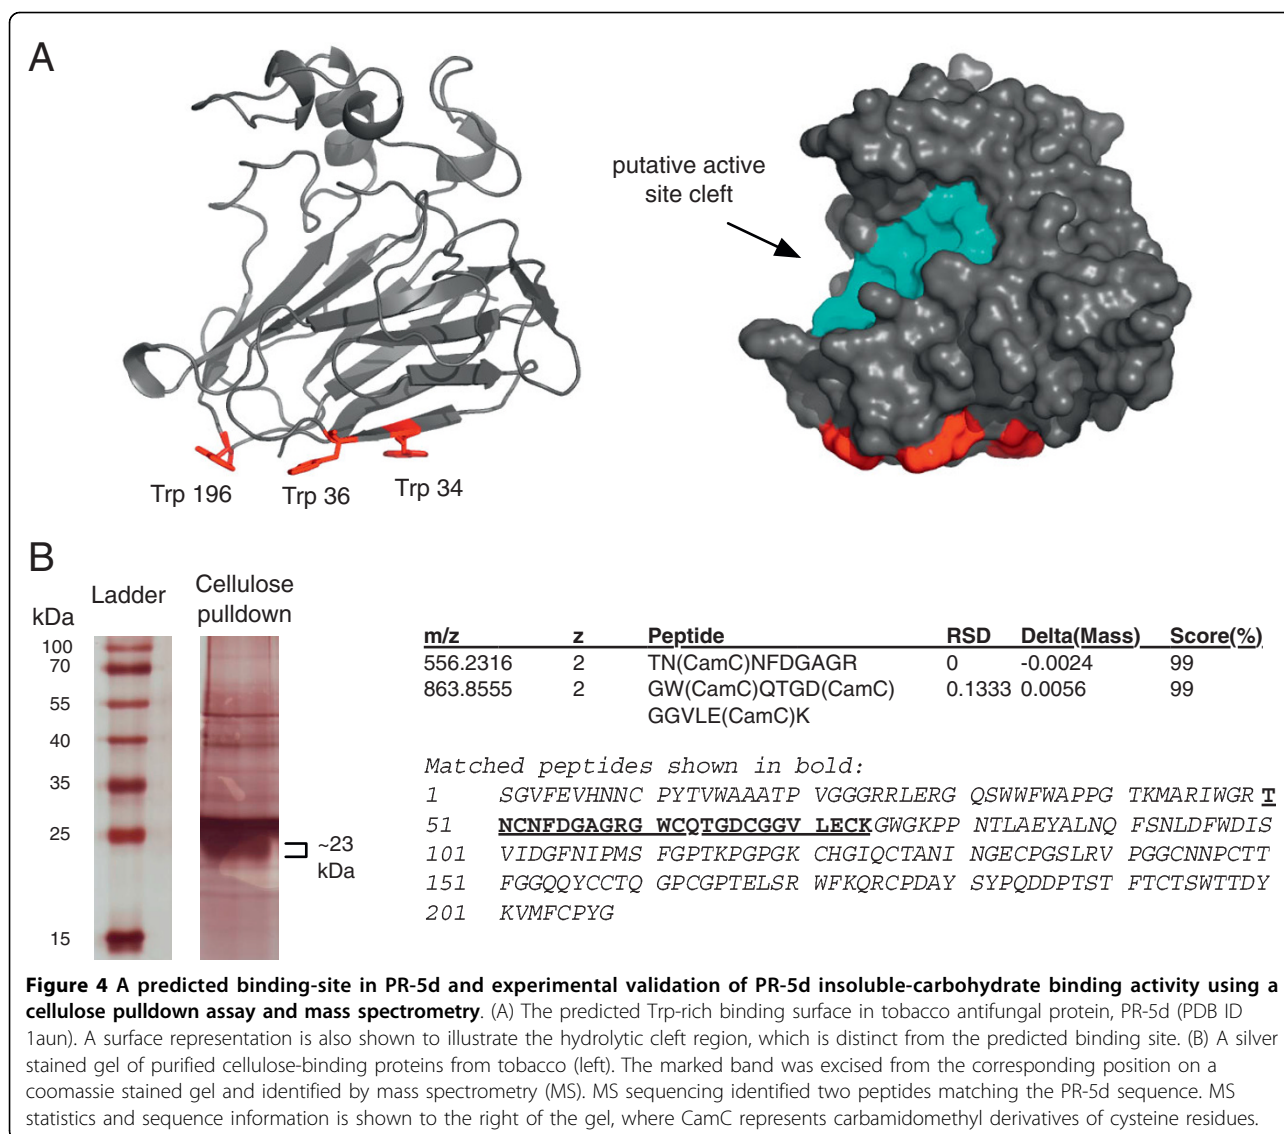 A
putative active
site cleft
Trp 196
Trp 36
Trp 34
B
kDa
Ladder
Cellulose
pulldown
100
70
55
40
35
25
15
~23
kDa
m/z z Peptide RSD Delta(Mass) Score(%)
556.2316 2 TN(CamC)NFDGAGR 0 -0.0024 99
863.8555 2 GW(CamC)QTGD(CamC) 0.1333 0.0056 99
GGVLE(CamC)K
Matched peptides shown in bold:
1 SGVFEVHNNC PYTVWAAATP VGGGRRLERG QSWWFWAPPG TKMARIWGR T
51 NCNFDGAGRG WCQTGDCGGV LECKGWGKPP NTLAEYALNQ FSNLDFWDIS
101 VIDGFNIPMS FGPTKPGPGK CHGIQCTANI NGECPGSLRV PGGCNNPCTT
151 FGGQQYCCTQ GPCGPTELSR WFKQRCPDAY SYPQDDPTST FTCTSWTTDY
201 KVMFCPYG
Figure 4 A predicted binding-site in PR-5d and experimental validation of PR-5d insoluble-carbohydrate binding activity using a
cellulose pulldown assay and mass spectrometry. (A) The predicted Trp-rich binding surface in tobacco antifungal protein, PR-5d (PDB ID
1aun). A surface representation is also shown to illustrate the hydrolytic cleft region, which is distinct from the predicted binding site. (B) A silver
stained gel of purified cellulose-binding proteins from tobacco (left). The marked band was excised from the corresponding position on a
coomassie stained gel and identified by mass spectrometry (MS). MS sequencing identified two peptides matching the PR-5d sequence. MS
statistics and sequence information is shown to the right of the gel, where CamC represents carbamidomethyl derivatives of cysteine residues.